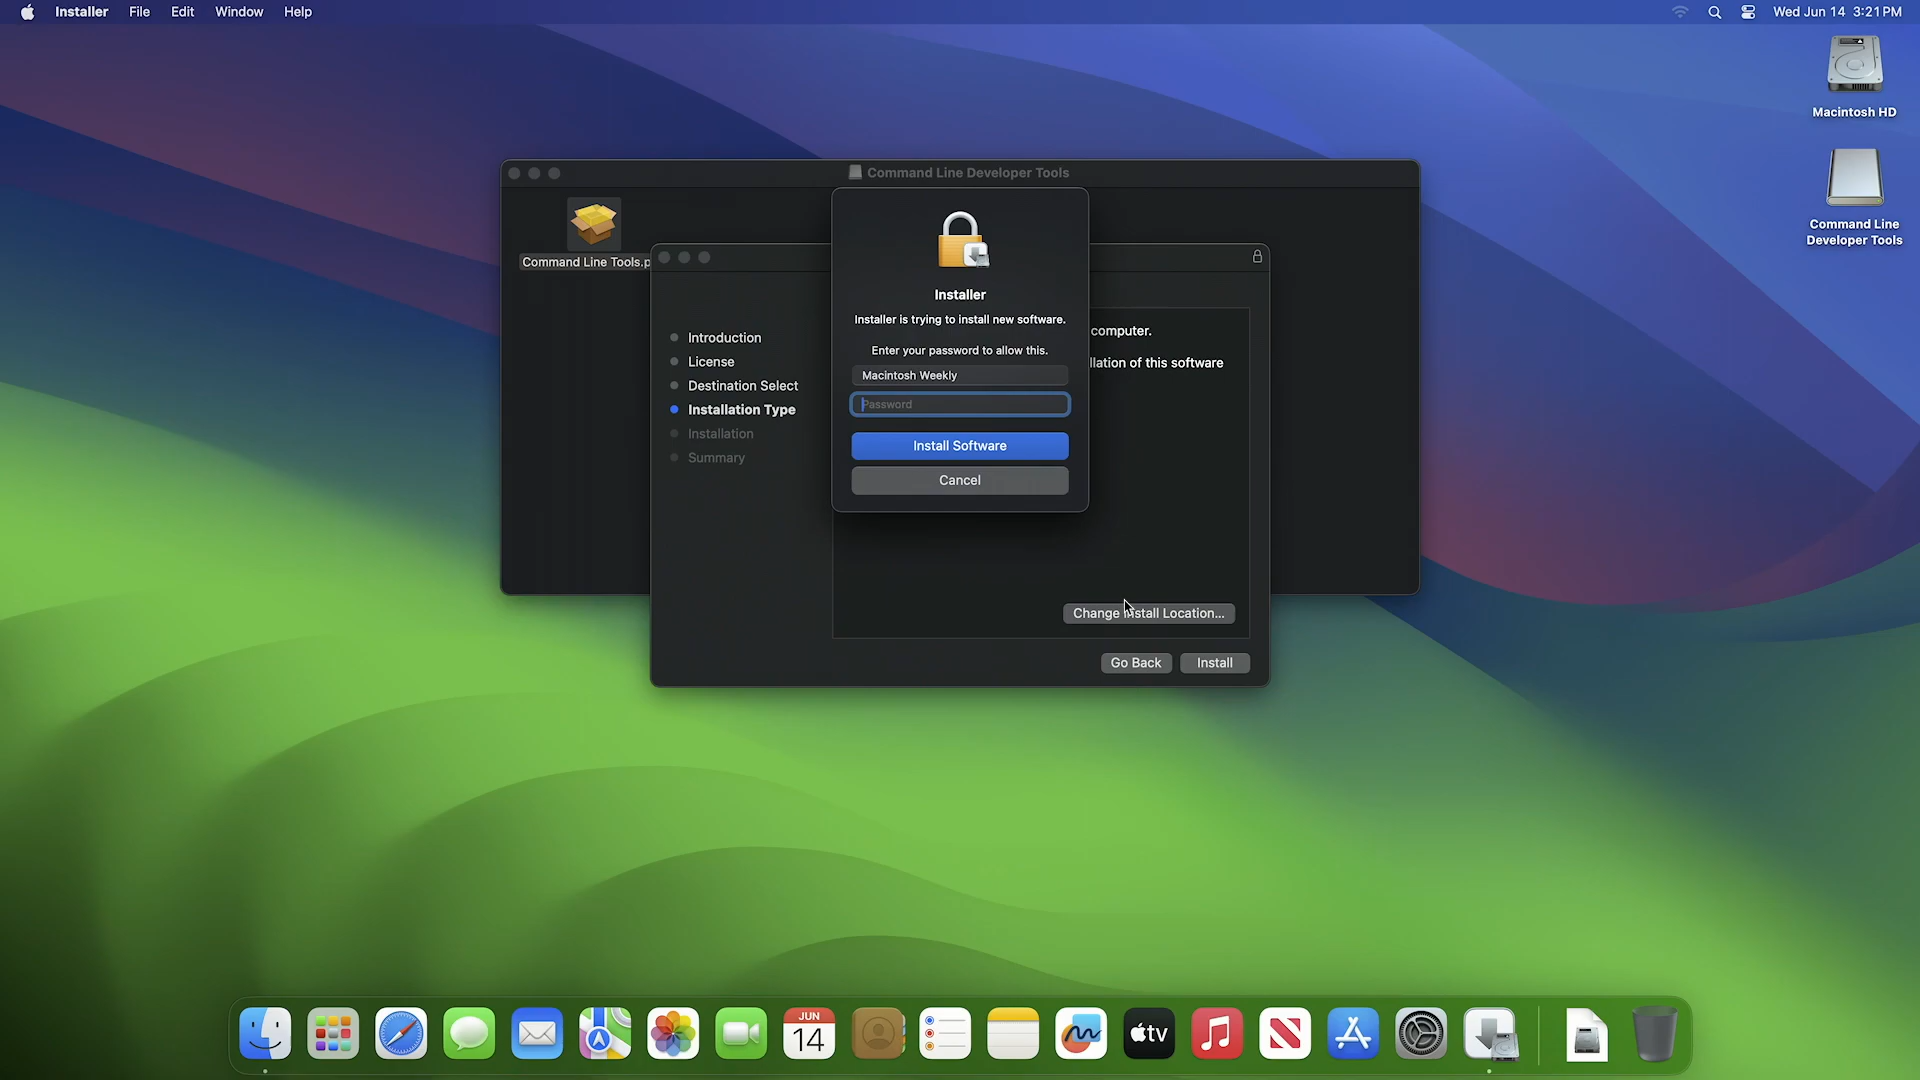 Installer File Edit Window Help
Wed Jun 14 3:21 PM
Macintosh HD
Command Line
Developer Tools
Command Line Developer Tools
Command Line Tools.p
Introduction
License
Destination Select
Installation Type
Installation
Summary
Installer
Installer is trying to install new software.
Enter your password to allow this.
Macintosh Weekly
Password
Install Software
Cancel
computer.
llation of this software
Change Install Location...
Go Back Install
JUN
14
tv